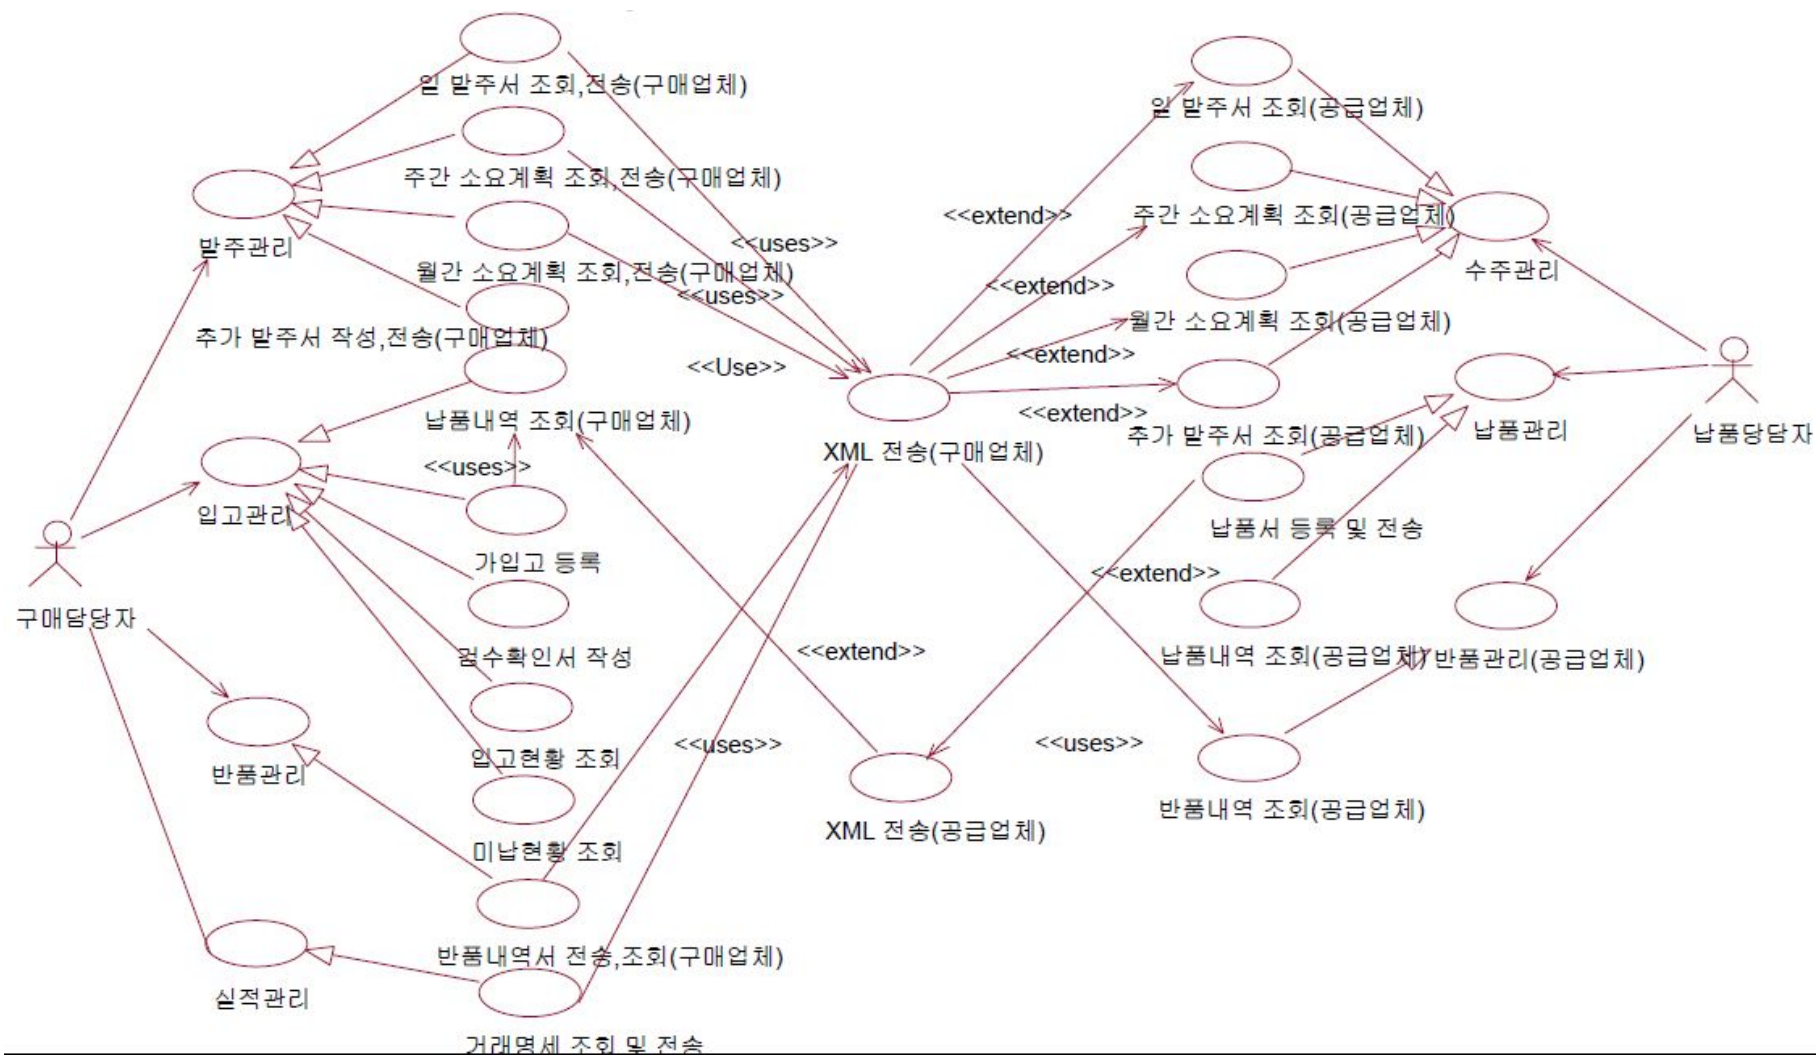 일 발주서 조회,전송(구매업체)
일 발주서 조회(공급업체)
주간 소요계획 조회,전송(구매업체)
<<extend>>
주간 소요계획 조회(공급업체)
발주관리
<<uses>>
월간 소요계획 조회,전송(구매업체)
수주관리
<<extend>>
<<uses>>
월간 소요계획 조회(공급업체)
추가 발주서 작성,전송(구매업체)
<<extend>>
<<Use>>
<<extend>>
납품내역 조회(구매업체)
추가 발주서 조회(공급업체)
납품관리
납품담당자
XML 전송(구매업체)
<<uses>>
입고관리
납품서 등록 및 전송
가입고 등록
<<extend>>
구매담당자
검수확인서 작성
<<extend>>
납품내역 조회(공급업체)
반품관리(공급업체)
<<uses>>
<<uses>>
입고현황 조회
반품관리
반품내역 조회(공급업체)
XML 전송(공급업체)
미납현황 조회
반품내역서 전송,조회(구매업체)
실적관리
거래명세 조회 및 전송